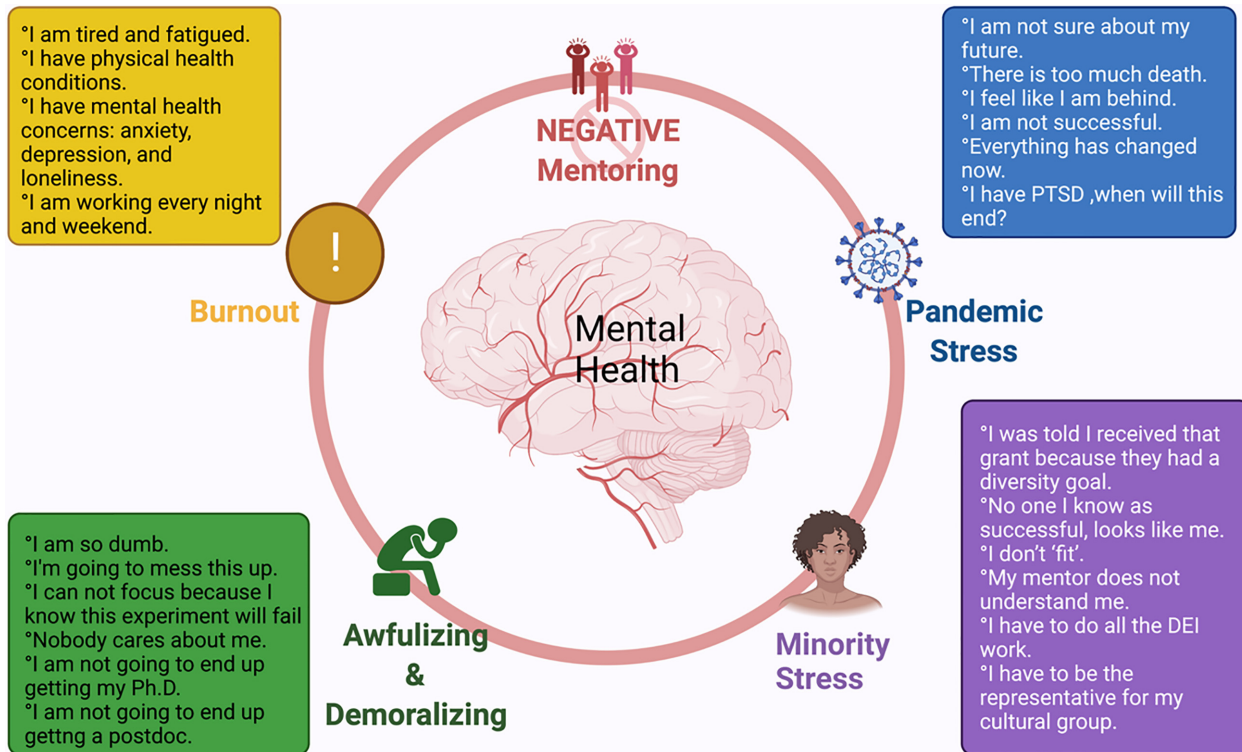 °I am tired and fatigued.
°I have physical health
conditions.
°I have mental health
concerns: anxiety,
depression, and
loneliness.
°I am working every night
and weekend.
!
Burnout
NEGATIVE
Mentoring
°I am not sure about my
future.
°There is too much death.
°I feel like I am behind.
°I am not successful.
°Everything has changed
now.
°I have PTSD ,when will this
end?
Pandemic
Stress
Mental
Health
°I was told I received that
grant because they had a
diversity goal.
°No one I know as
successful, looks like me.
°I don’t ‘fit’.
°My mentor does not
understand me.
°I have to do all the DEI
work.
°I have to be the
representative for my
cultural group.
Minority
Stress
°I am so dumb.
°I'm going to mess this up.
°I can not focus because I
know this experiment will fail
°Nobody cares about me.
°I am not going to end up
getting my Ph.D.
°I am not going to end up
gettng a postdoc.
Awfulizing
&
Demoralizing